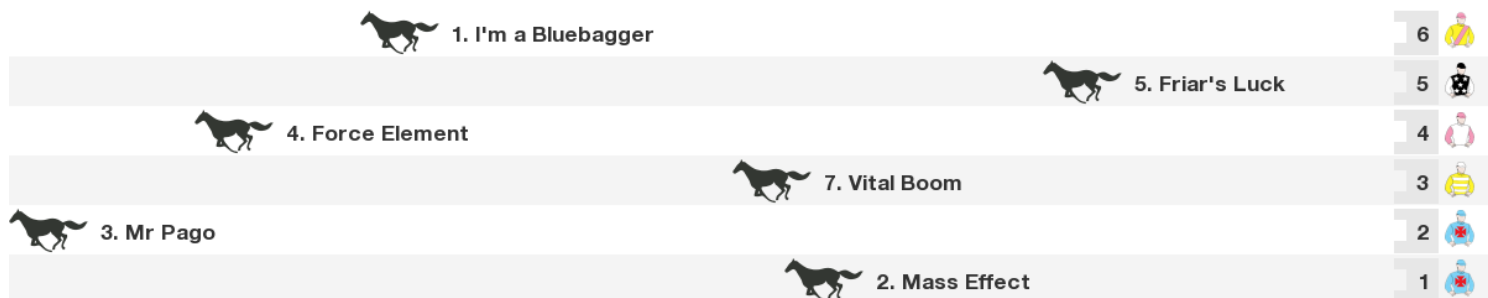 1. I'm a Bluebagger 6
5. Friar's Luck 5
4. Force Element 4
7. Vital Boom 3
3. Mr Pago 2
2. Mass Effect 1